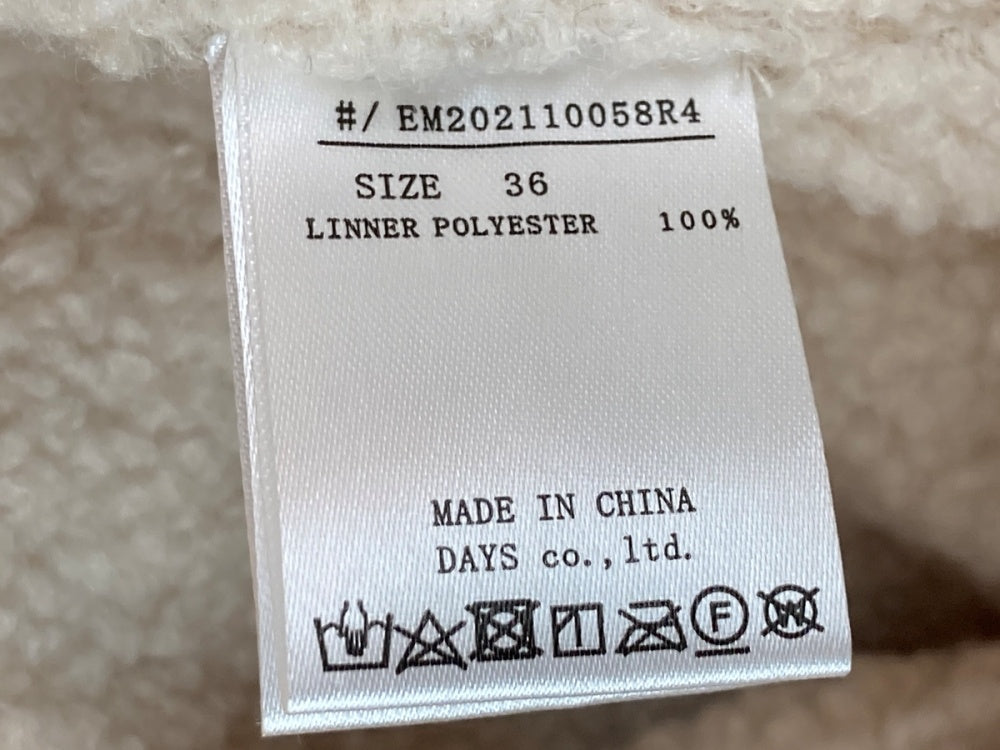 #/ EM202110058R4
SIZE 36
LINNER POLYESTER 100%
MADE IN CHINA
DAYS co.,ltd.
F
W